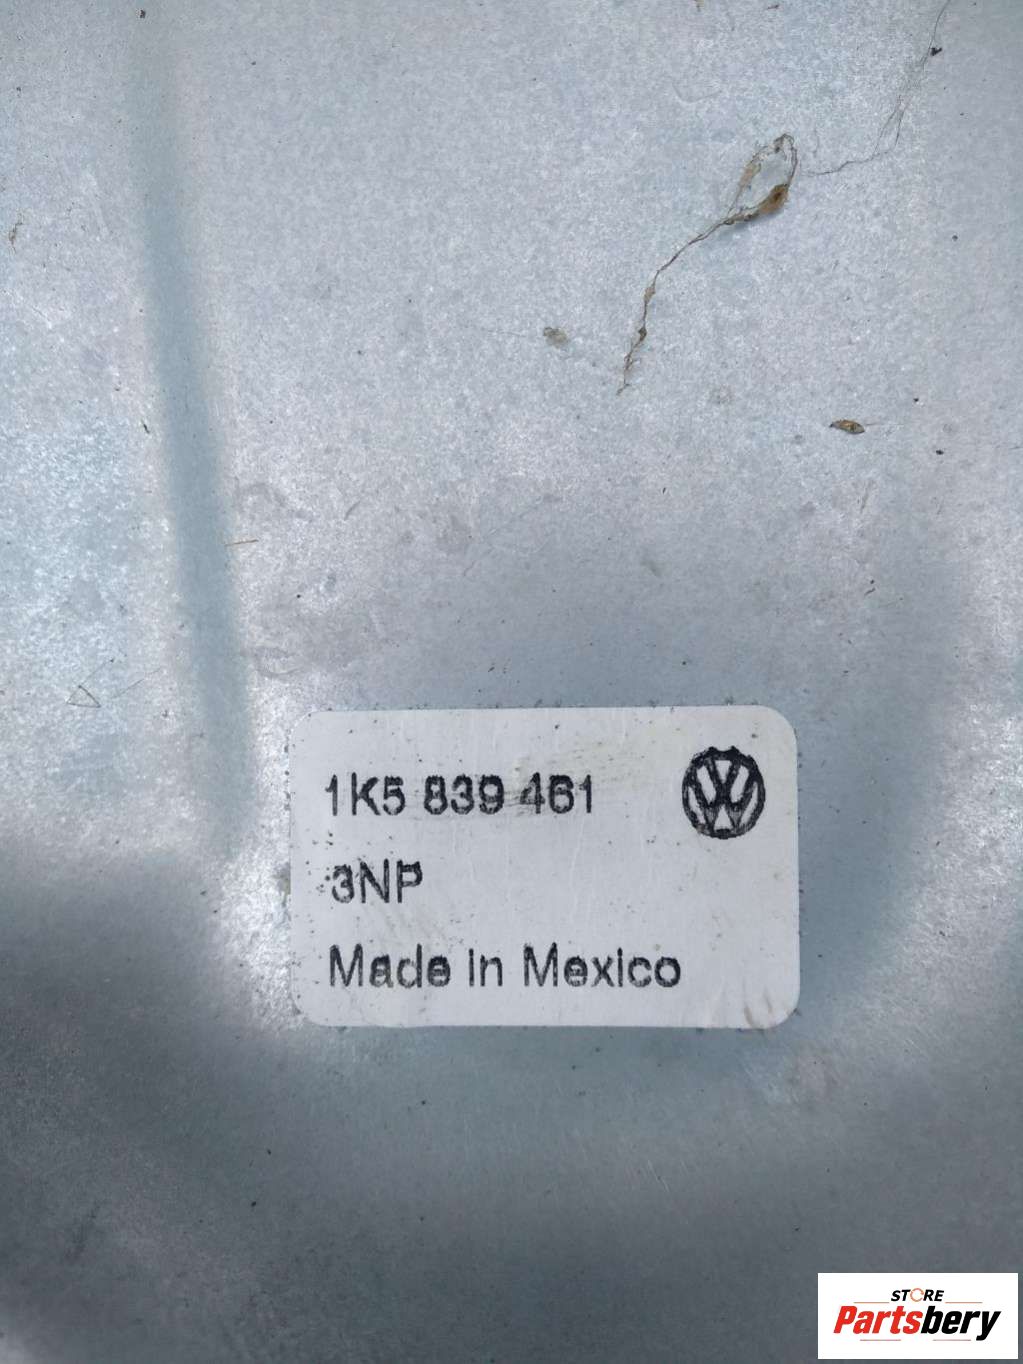 1K5 839 461
3NP
Made in Mexico
STORE
Partsbery